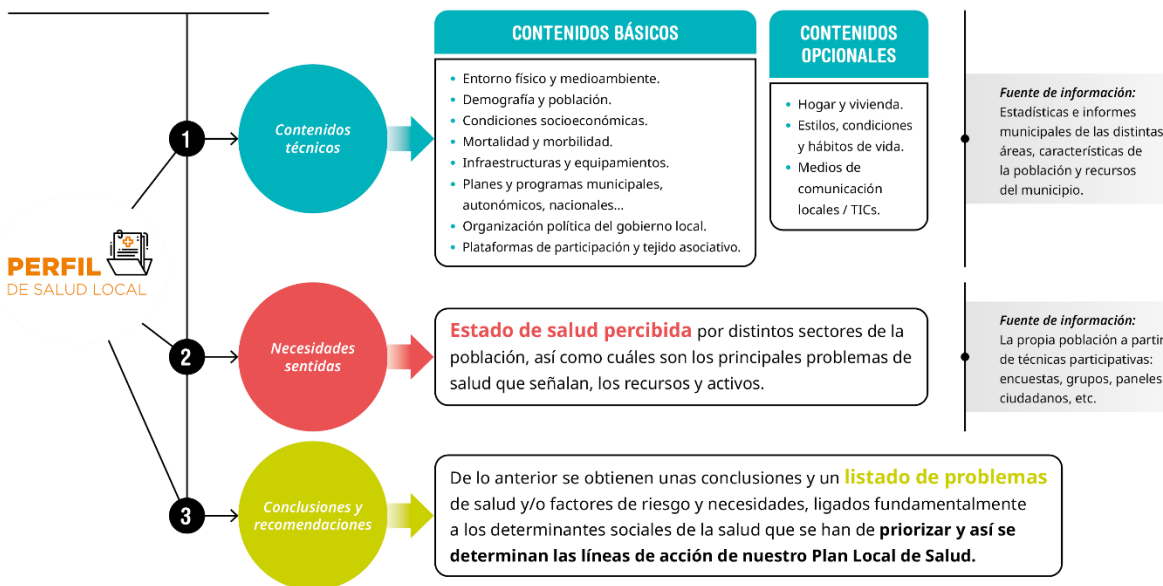 PERFIL
DE SALUD LOCAL
1
Contenidos
técnicos
CONTENIDOS BÁSICOS
• Entorno físico y medioambiente.
• Demografía y población.
• Condiciones socioeconómicas.
• Mortalidad y morbilidad.
• Infraestructuras y equipamientos.
• Planes y programas municipales,
autonómicos, nacionales...
• Organización política del gobierno local.
• Plataformas de participación y tejido asociativo.
CONTENIDOS
OPCIONALES
• Hogar y vivienda.
• Estilos, condiciones
y hábitos de vida.
• Medios de
comunicación
locales / TICs.
Fuente de información:
Estadísticas e informes
municipales de las distintas
áreas, características de
la población y recursos
del municipio.
2
Necesidades
sentidas
Estado de salud percibida por distintos sectores de la
población, así como cuáles son los principales problemas de
salud que señalan, los recursos y activos.
Fuente de información:
La propia población a partir
de técnicas participativas:
encuestas, grupos, paneles
ciudadanos, etc.
3
Conclusiones y
recomendaciones
De lo anterior se obtienen unas conclusiones y un listado de problemas
de salud y/o factores de riesgo y necesidades, ligados fundamentalmente
a los determinantes sociales de la salud que se han de priorizar y así se
determinan las líneas de acción de nuestro Plan Local de Salud.